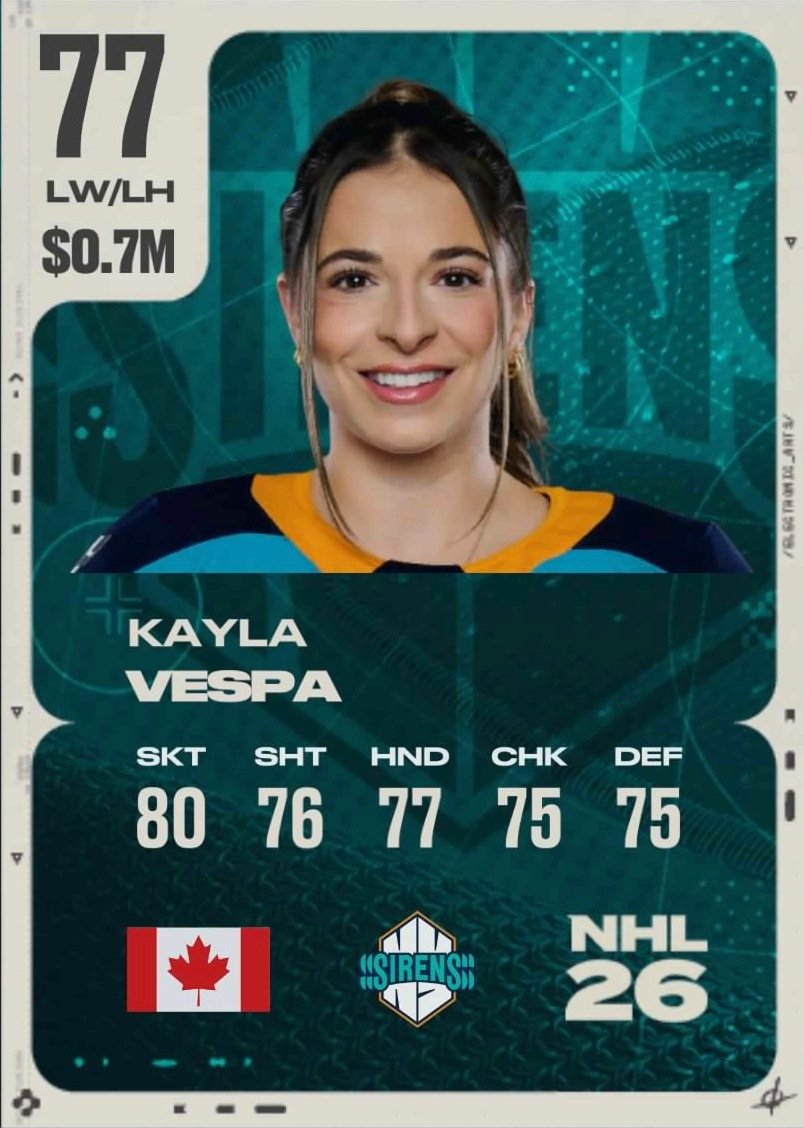 77
LW/LH
$0.7M
SIRENS
KAYLA
VESPA
SKT SHT HND CHK DEF
80 76 77 75 75
SIRENS
NHL
26